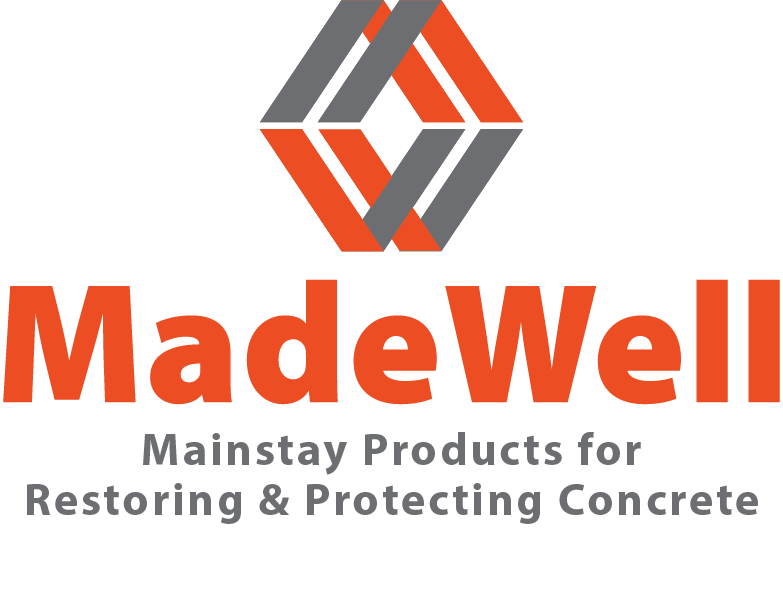 MadeWell
Mainstay Products for
Restoring & Protecting Concrete